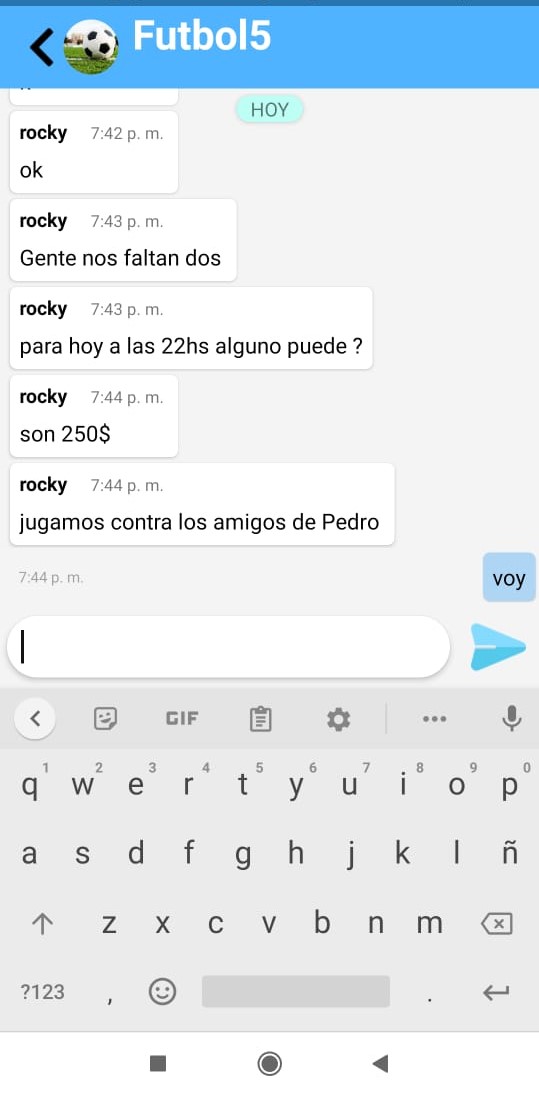 Futbol5
HOY
rocky 7:42 p. m.
ok
rocky 7:43 p. m.
Gente nos faltan dos
rocky 7:43 p. m.
para hoy a las 22hs alguno puede ?
rocky 7:44 p. m.
son 250$
rocky 7:44 p. m.
jugamos contra los amigos de Pedro
7:44 p. m. voy
GIF
1 2 3 4 5 6 7 8 9 0
q w e r t y u i o p
a s d f g h j k l ñ
z x c v b n m
?123 , .